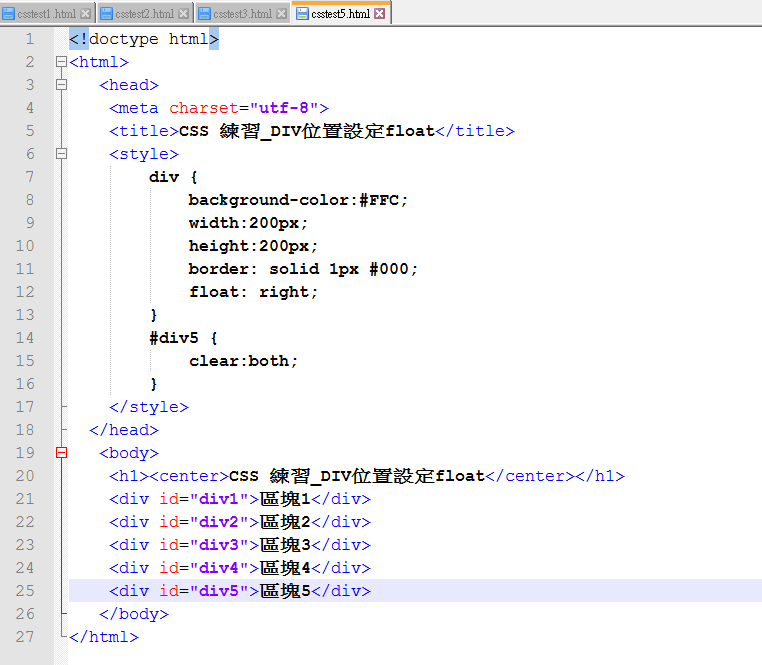 csstest1.html csstest2.html csstest3.html csstest5.html
1 <!doctype html>
2 <html>
3 <head>
4 <meta charset="utf-8">
5 <title>CSS 練習_DIV位置設定float</title>
6 <style>
7 div {
8 background-color:#FFC;
9 width:200px;
10 height:200px;
11 border: solid 1px #000;
12 float: right;
13 }
14 #div5 {
15 clear:both;
16 }
17 </style>
18 </head>
19 <body>
20 <h1><center>CSS 練習_DIV位置設定float</center></h1>
21 <div id="div1">區塊1</div>
22 <div id="div2">區塊2</div>
23 <div id="div3">區塊3</div>
24 <div id="div4">區塊4</div>
25 <div id="div5">區塊5</div>
26 </body>
27 </html>